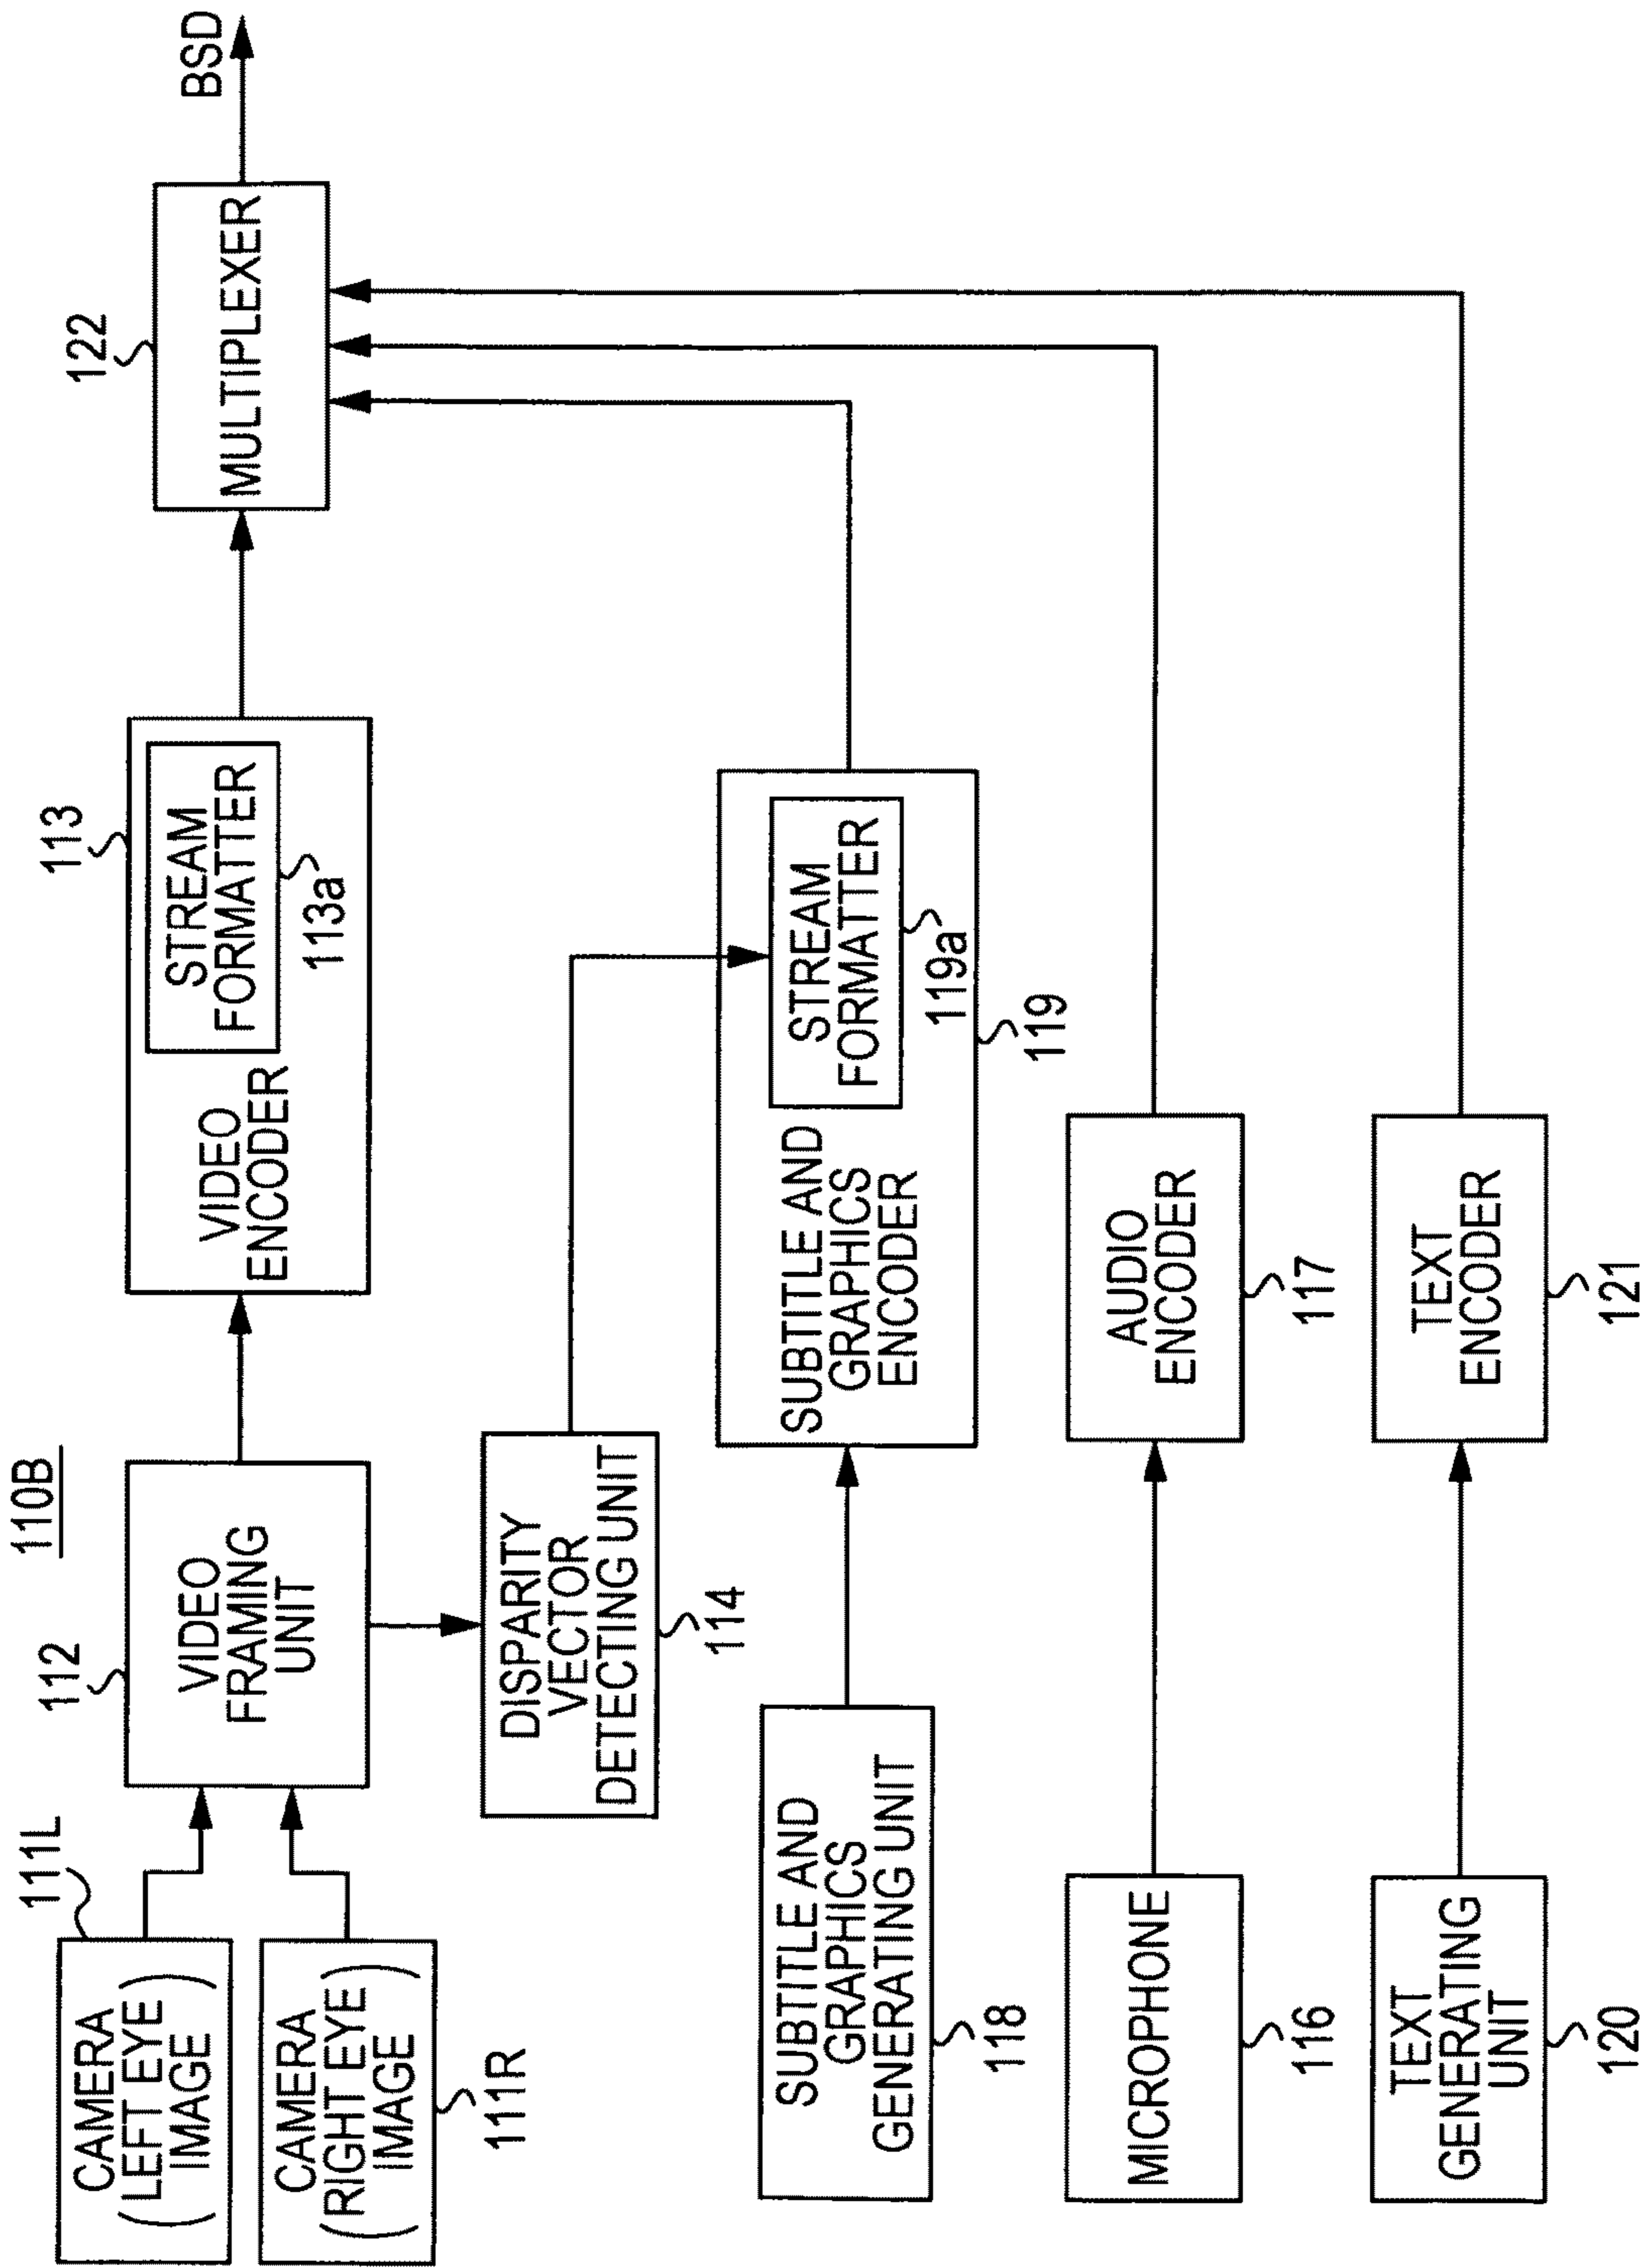 110B
111L
CAMERA
(LEFT EYE
IMAGE)
CAMERA
(RIGHT EYE
IMAGE)
111R
112
VIDEO
FRAMING
UNIT
113
VIDEO
ENCODER
STREAM
FORMATTER
113a
122
MULTIPLEXER
BSD
DISPARITY
VECTOR
DETECTING UNIT
114
SUBTITLE AND
GRAPHICS
GENERATING UNIT
118
SUBTITLE AND
GRAPHICS
ENCODER
STREAM
FORMATTER
119a
119
MICROPHONE
116
AUDIO
ENCODER
117
TEXT
GENERATING
UNIT
120
TEXT
ENCODER
121